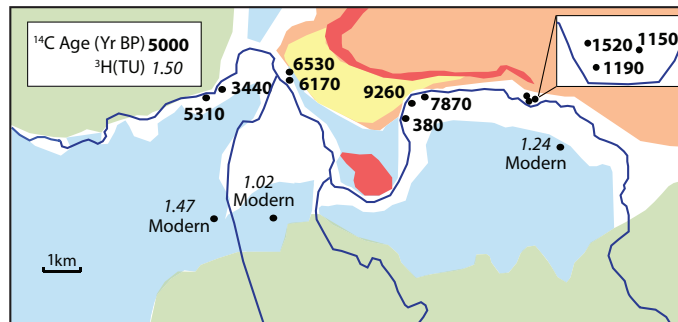 ¹⁴C Age (Yr BP) 5000
³H(TU) 1.50
6530
6170
3440
5310
9260
7870
380
1520
1150
1190
1.24
Modern
1.02
Modern
1.47
Modern
1km